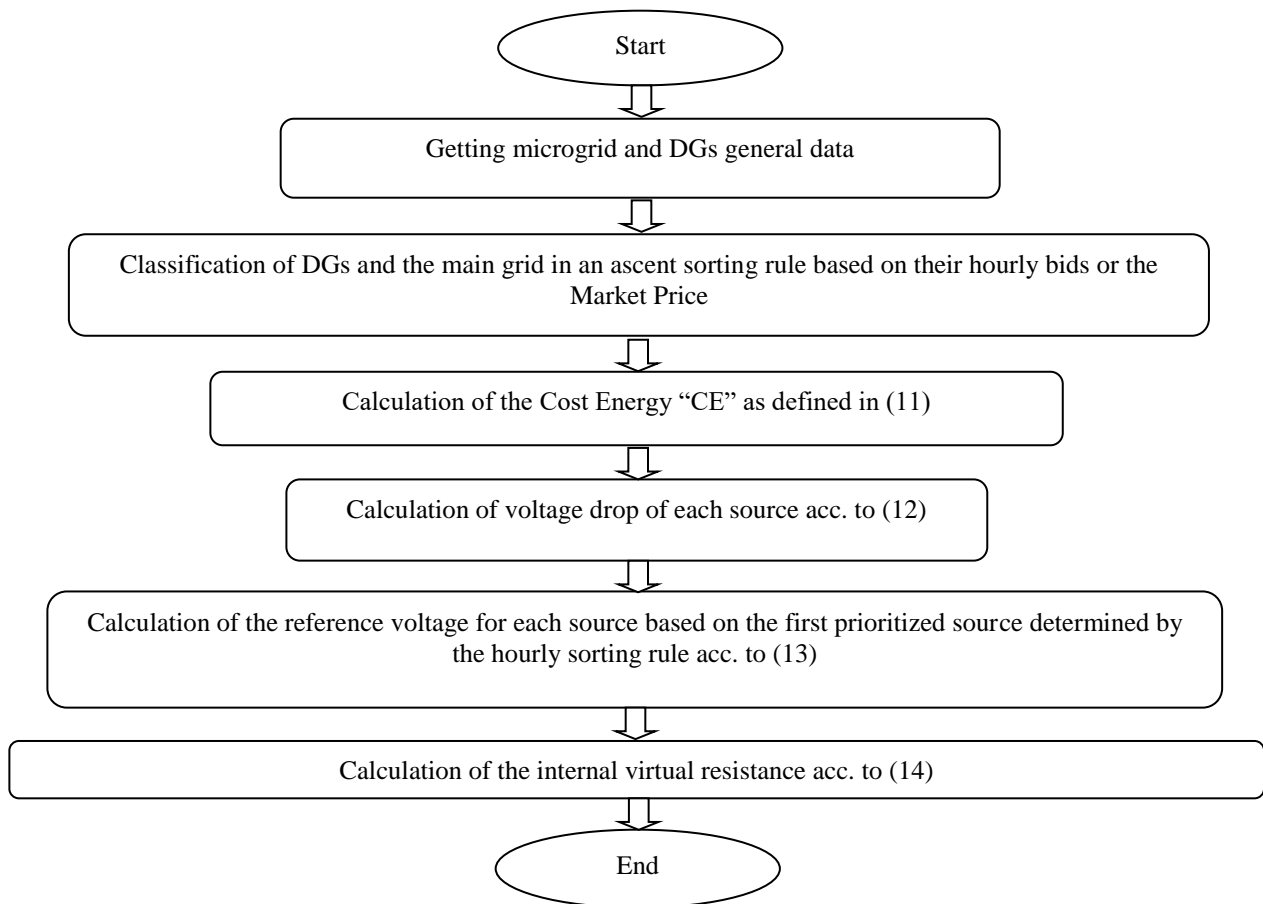 Start
Getting microgrid and DGs general data
Classification of DGs and the main grid in an ascent sorting rule based on their hourly bids or the
Market Price
Calculation of the Cost Energy “CE” as defined in (11)
Calculation of voltage drop of each source acc. to (12)
Calculation of the reference voltage for each source based on the first prioritized source determined by
the hourly sorting rule acc. to (13)
Calculation of the internal virtual resistance acc. to (14)
End